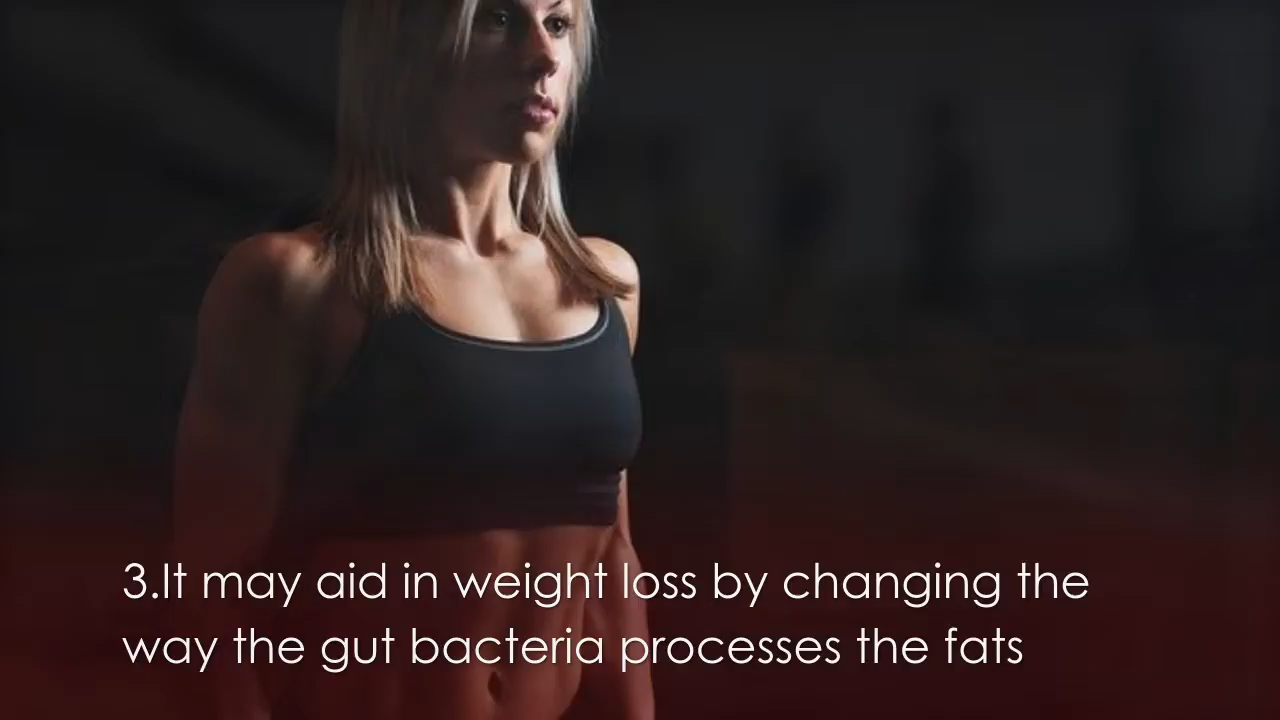 3.It may aid in weight loss by changing the
way the gut bacteria processes the fats